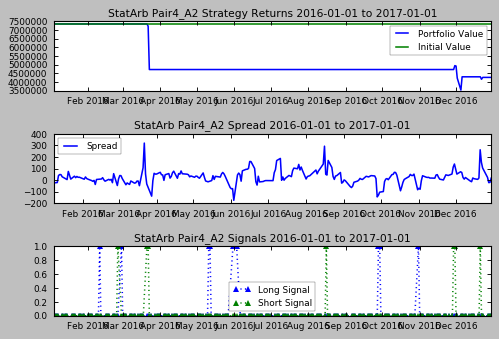 StatArb Pair4_A2 Strategy Returns 2016-01-01 to 2017-01-01
7500000
7000000
6500000
6000000
5500000
5000000
4500000
4000000
3500000
Portfolio Value
Initial Value
Feb 2016 Mar 2016 Apr 2016 May 2016 Jun 2016 Jul 2016 Aug 2016 Sep 2016 Oct 2016 Nov 2016 Dec 2016
StatArb Pair4_A2 Spread 2016-01-01 to 2017-01-01
400
300
200
100
0
−100
−200
Spread
Feb 2016 Mar 2016 Apr 2016 May 2016 Jun 2016 Jul 2016 Aug 2016 Sep 2016 Oct 2016 Nov 2016 Dec 2016
StatArb Pair4_A2 Signals 2016-01-01 to 2017-01-01
1.0
0.8
0.6
0.4
0.2
0.0
Long Signal
Short Signal
Feb 2016 Mar 2016 Apr 2016 May 2016 Jun 2016 Jul 2016 Aug 2016 Sep 2016 Oct 2016 Nov 2016 Dec 2016